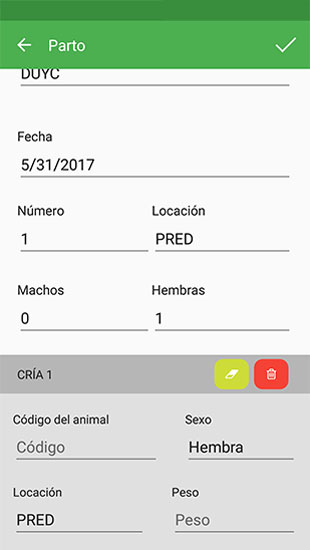 Parto
DUYC
Fecha
5/31/2017
Número Locación
1 PRED
Machos Hembras
0 1
CRÍA 1
Código del animal Sexo
Código Hembra
Locación Peso
PRED Peso